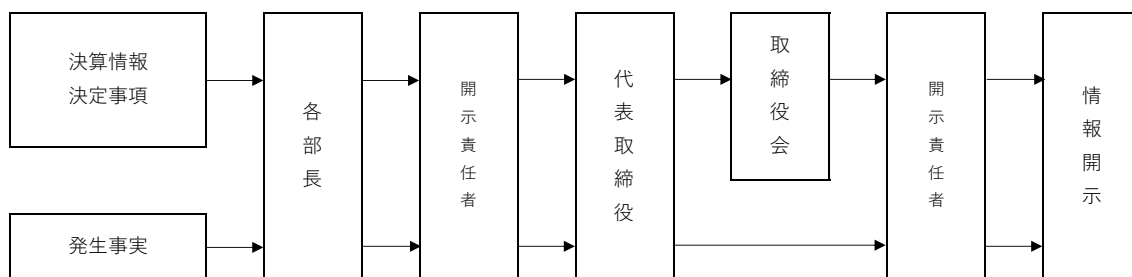 決算情報
決定事項
発生事実
各部長
開示責任者
代表取締役
取締役会
開示責任者
情報開示